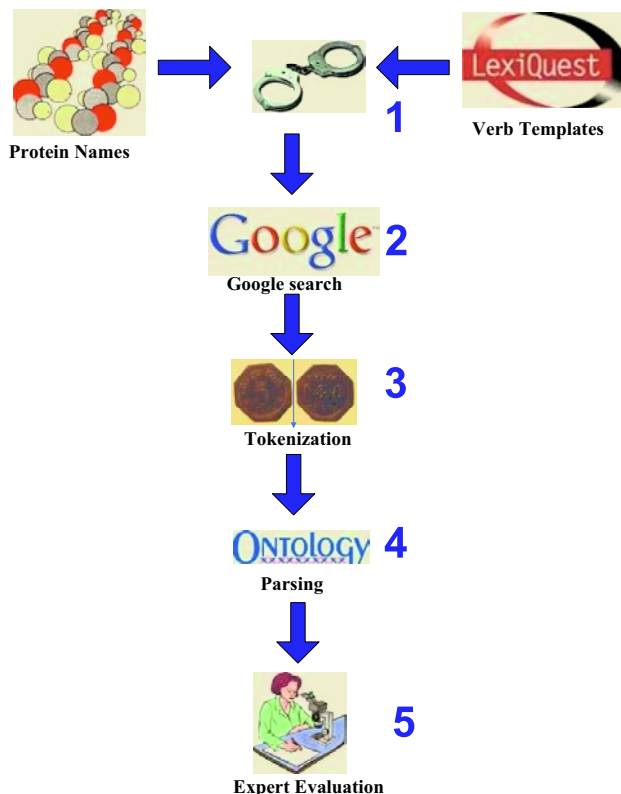 LexiQuest
1
Protein Names
Verb Templates
Google
2
Google search
3
Tokenization
ONTOLOGY
4
Parsing
5
Expert Evaluation